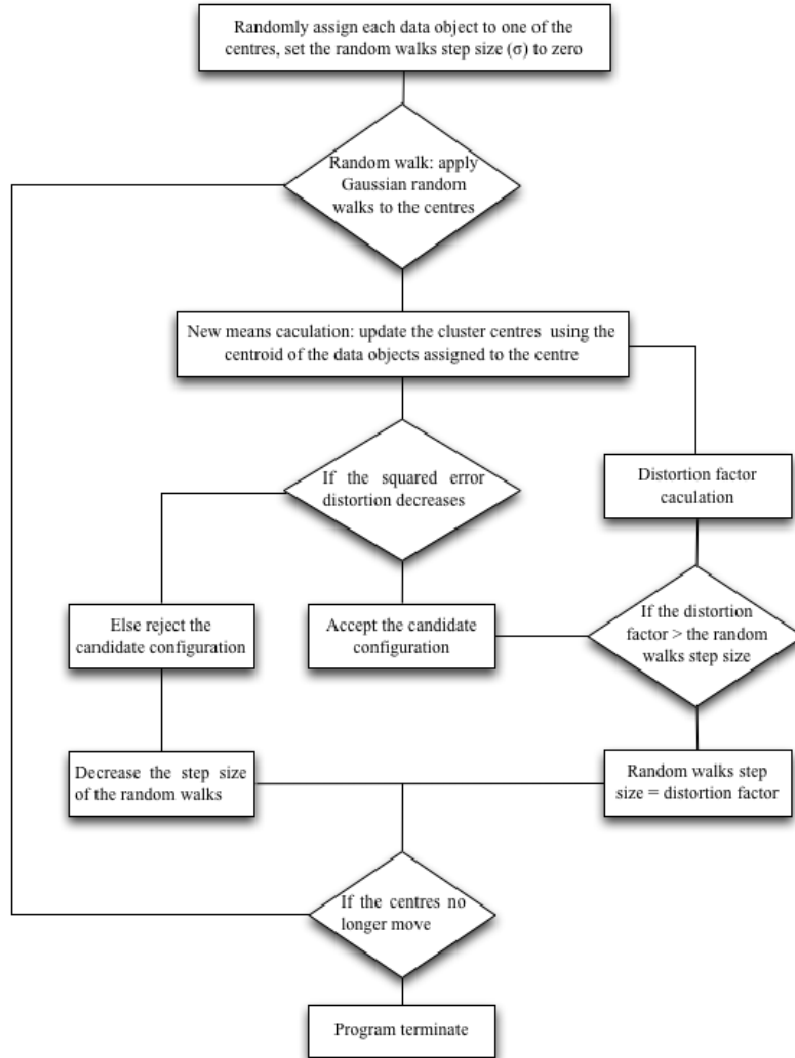 Randomly assign each data object to one of the
centres, set the random walks step size (σ) to zero
Random walk: apply
Gaussian random
walks to the centres
New means caculation: update the cluster centres using the
centroid of the data objects assigned to the centre
If the squared error
distortion decreases
Distortion factor
caculation
Else reject the
candidate configuration
Accept the candidate
configuration
If the distortion
factor > the random
walks step size
Decrease the step size
of the random walks
Random walks step
size = distortion factor
If the centres no
longer move
Program terminate